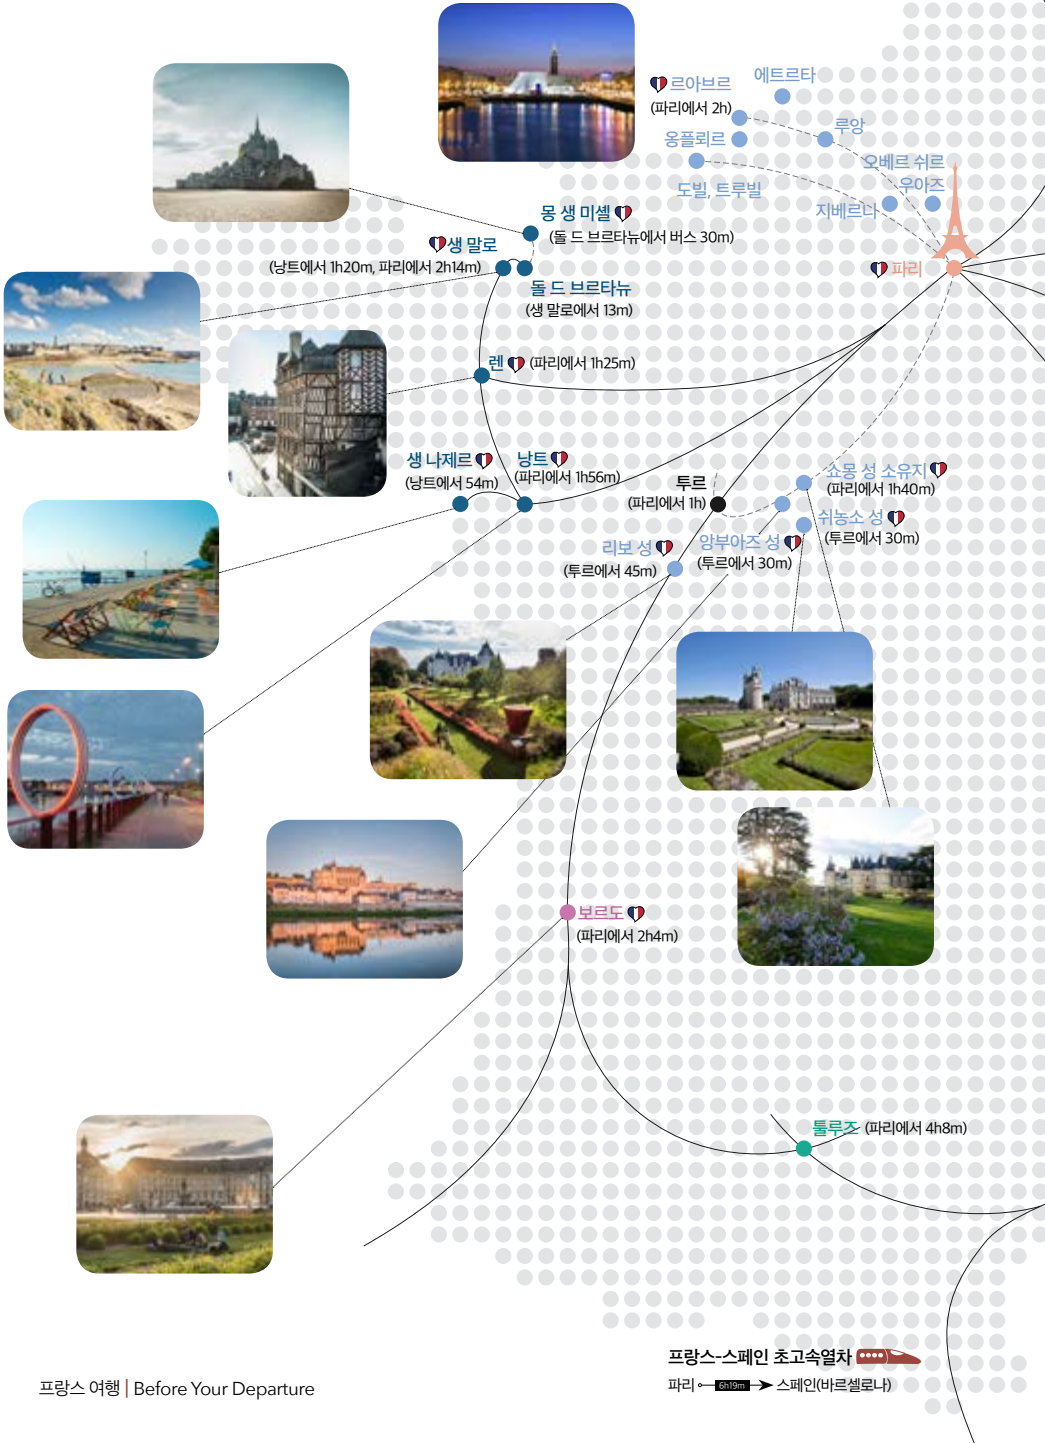 에트르타
르아브르
(파리에서 2h)
루앙
옹플뢰르
오베르 쉬르
우아즈
도빌, 트루빌
지베르니
몽 생 미셸
(돌 드 브르타뉴에서 버스 30m)
생 말로
(낭트에서 1h20m, 파리에서 2h14m)
파리
돌 드 브르타뉴
(생 말로에서 13m)
렌 (파리에서 1h25m)
생 나제르
(낭트에서 54m)
낭트
(파리에서 1h56m)
투르
(파리에서 1h)
쇼몽 성 소유지
(파리에서 1h40m)
쉬농소 성
(투르에서 30m)
앙부아즈 성
(투르에서 30m)
리보 성
(투르에서 45m)
보르도
(파리에서 2h4m)
툴루즈 (파리에서 4h8m)
프랑스-스페인 초고속열차
파리 6h19m 스페인(바르셀로나)
프랑스 여행 | Before Your Departure